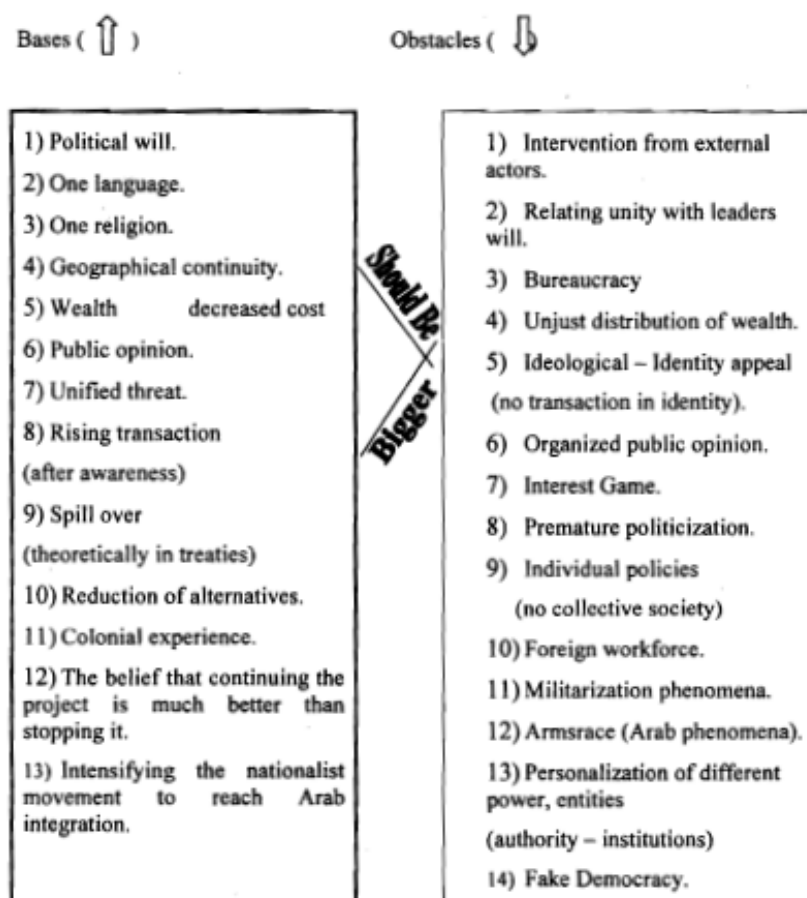 Bases ( )
Obstacles ( )
1) Political will.
2) One language.
3) One religion.
4) Geographical continuity.
5) Wealth decreased cost
6) Public opinion.
7) Unified threat.
8) Rising transaction
(after awareness)
9) Spill over
(theoretically in treaties)
10) Reduction of alternatives.
11) Colonial experience.
12) The belief that continuing the
project is much better than
stopping it.
13) Intensifying the nationalist
movement to reach Arab
integration.
Should Be
Bigger
1) Intervention from external
actors.
2) Relating unity with leaders
will.
3) Bureaucracy
4) Unjust distribution of wealth.
5) Ideological – Identity appeal
(no transaction in identity).
6) Organized public opinion.
7) Interest Game.
8) Premature politicization.
9) Individual policies
(no collective society)
10) Foreign workforce.
11) Militarization phenomena.
12) Armsrace (Arab phenomena).
13) Personalization of different
power, entities
(authority – institutions)
14) Fake Democracy.